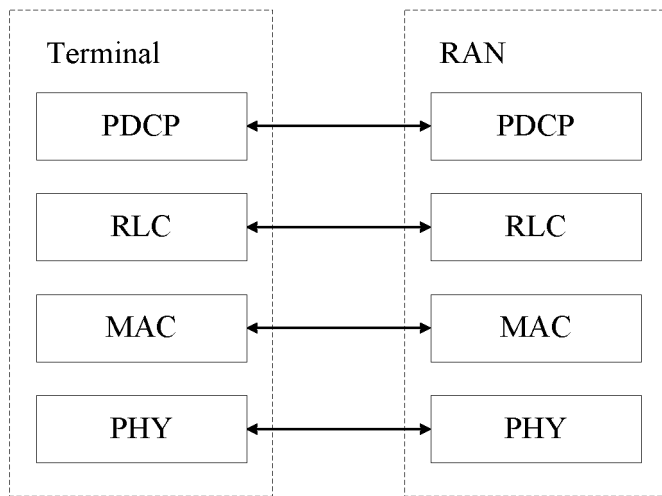 Terminal
RAN
PDCP
PDCP
RLC
RLC
MAC
MAC
PHY
PHY